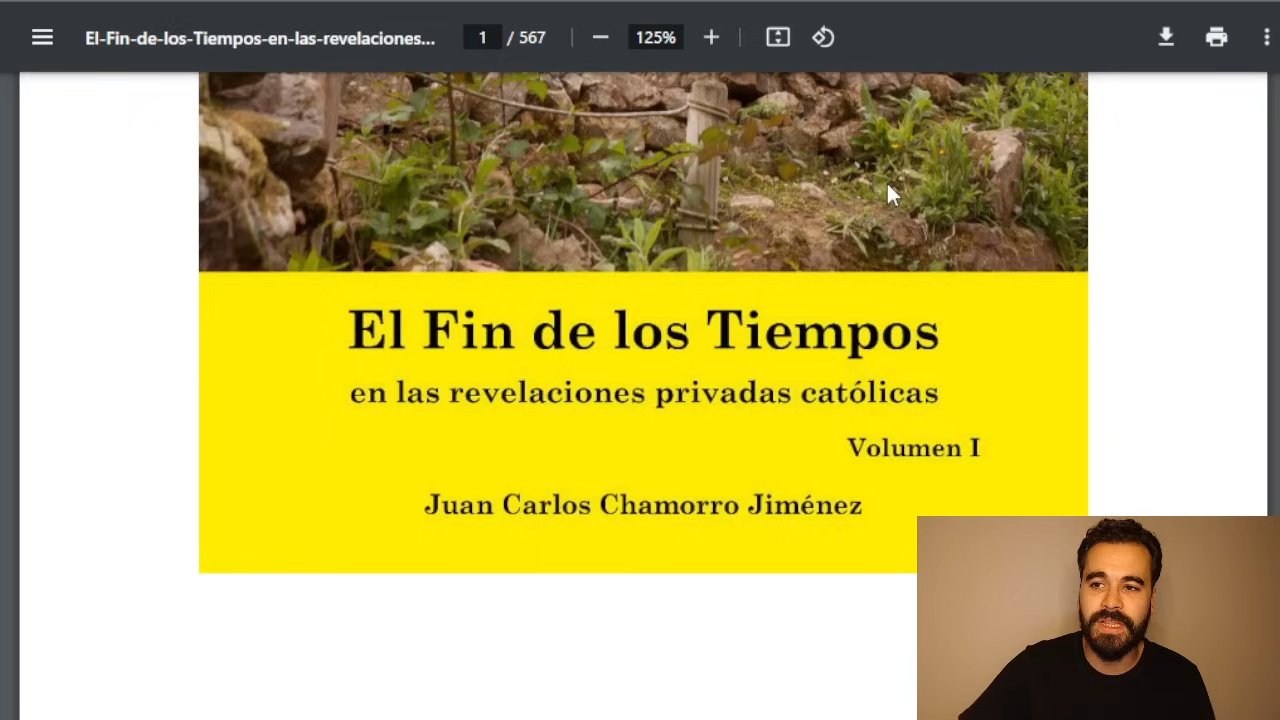 El-Fin-de-los-Tiempos-en-las-revelaciones... 1 / 567 125%
El Fin de los Tiempos
en las revelaciones privadas católicas
Volumen I
Juan Carlos Chamorro Jiménez